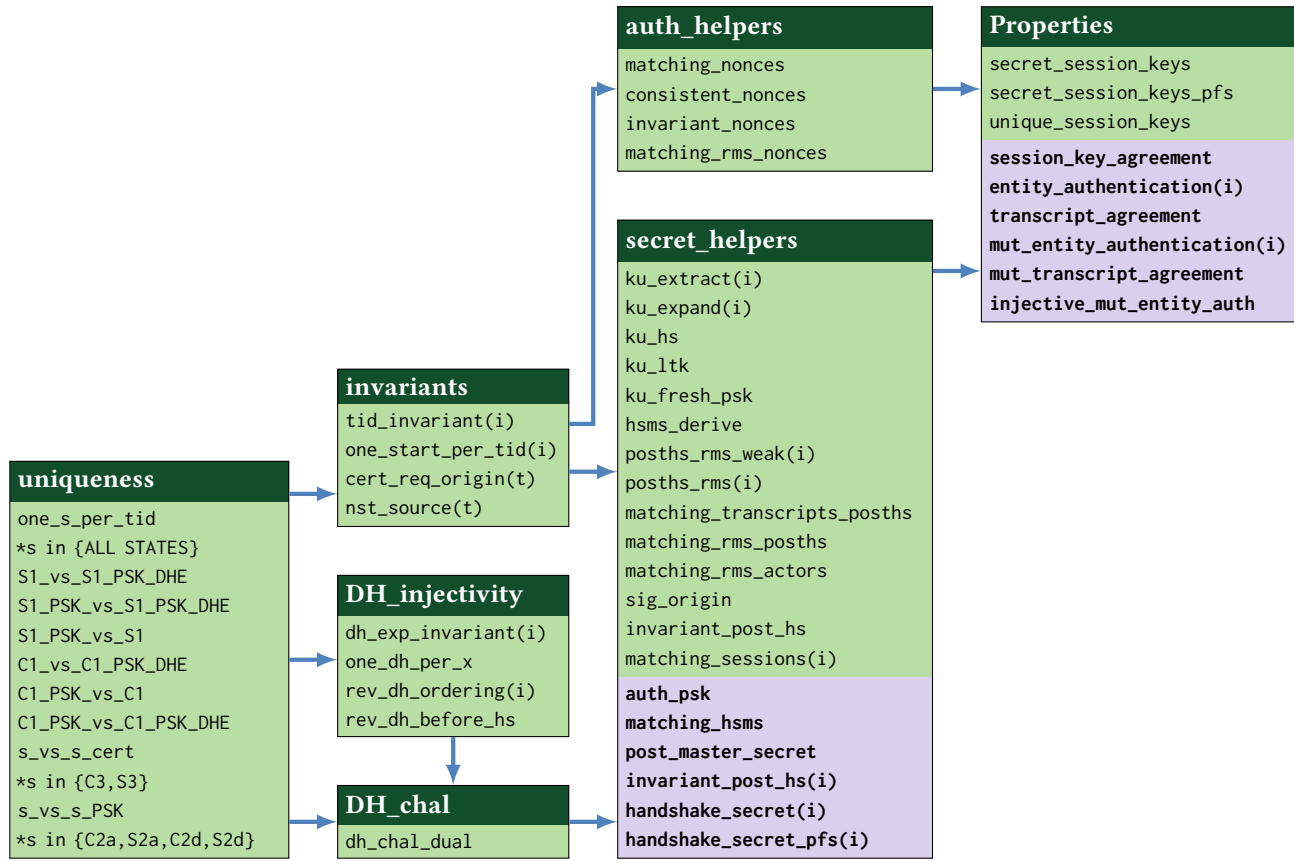 uniqueness
one_s_per_tid
*s in {ALL STATES}
S1_vs_S1_PSK_DHE
S1_PSK_vs_S1_PSK_DHE
S1_PSK_vs_S1
C1_vs_C1_PSK_DHE
C1_PSK_vs_C1
C1_PSK_vs_C1_PSK_DHE
s_vs_s_cert
*s in {C3,S3}
s_vs_s_PSK
*s in {C2a,S2a,C2d,S2d}
invariants
tid_invariant(i)
one_start_per_tid(i)
cert_req_origin(t)
nst_source(t)
DH_injectivity
dh_exp_invariant(i)
one_dh_per_x
rev_dh_ordering(i)
rev_dh_before_hs
DH_chal
dh_chal_dual
auth_helpers
matching_nonces
consistent_nonces
invariant_nonces
matching_rms_nonces
secret_helpers
ku_extract(i)
ku_expand(i)
ku_hs
ku_ltk
ku_fresh_psk
hsms_derive
posths_rms_weak(i)
posths_rms(i)
matching_transcripts_posths
matching_rms_posths
matching_rms_actors
sig_origin
invariant_post_hs
matching_sessions(i)
auth_psk
matching_hsms
post_master_secret
invariant_post_hs(i)
handshake_secret(i)
handshake_secret_pfs(i)
Properties
secret_session_keys
secret_session_keys_pfs
unique_session_keys
session_key_agreement
entity_authentication(i)
transcript_agreement
mut_entity_authentication(i)
mut_transcript_agreement
injective_mut_entity_auth